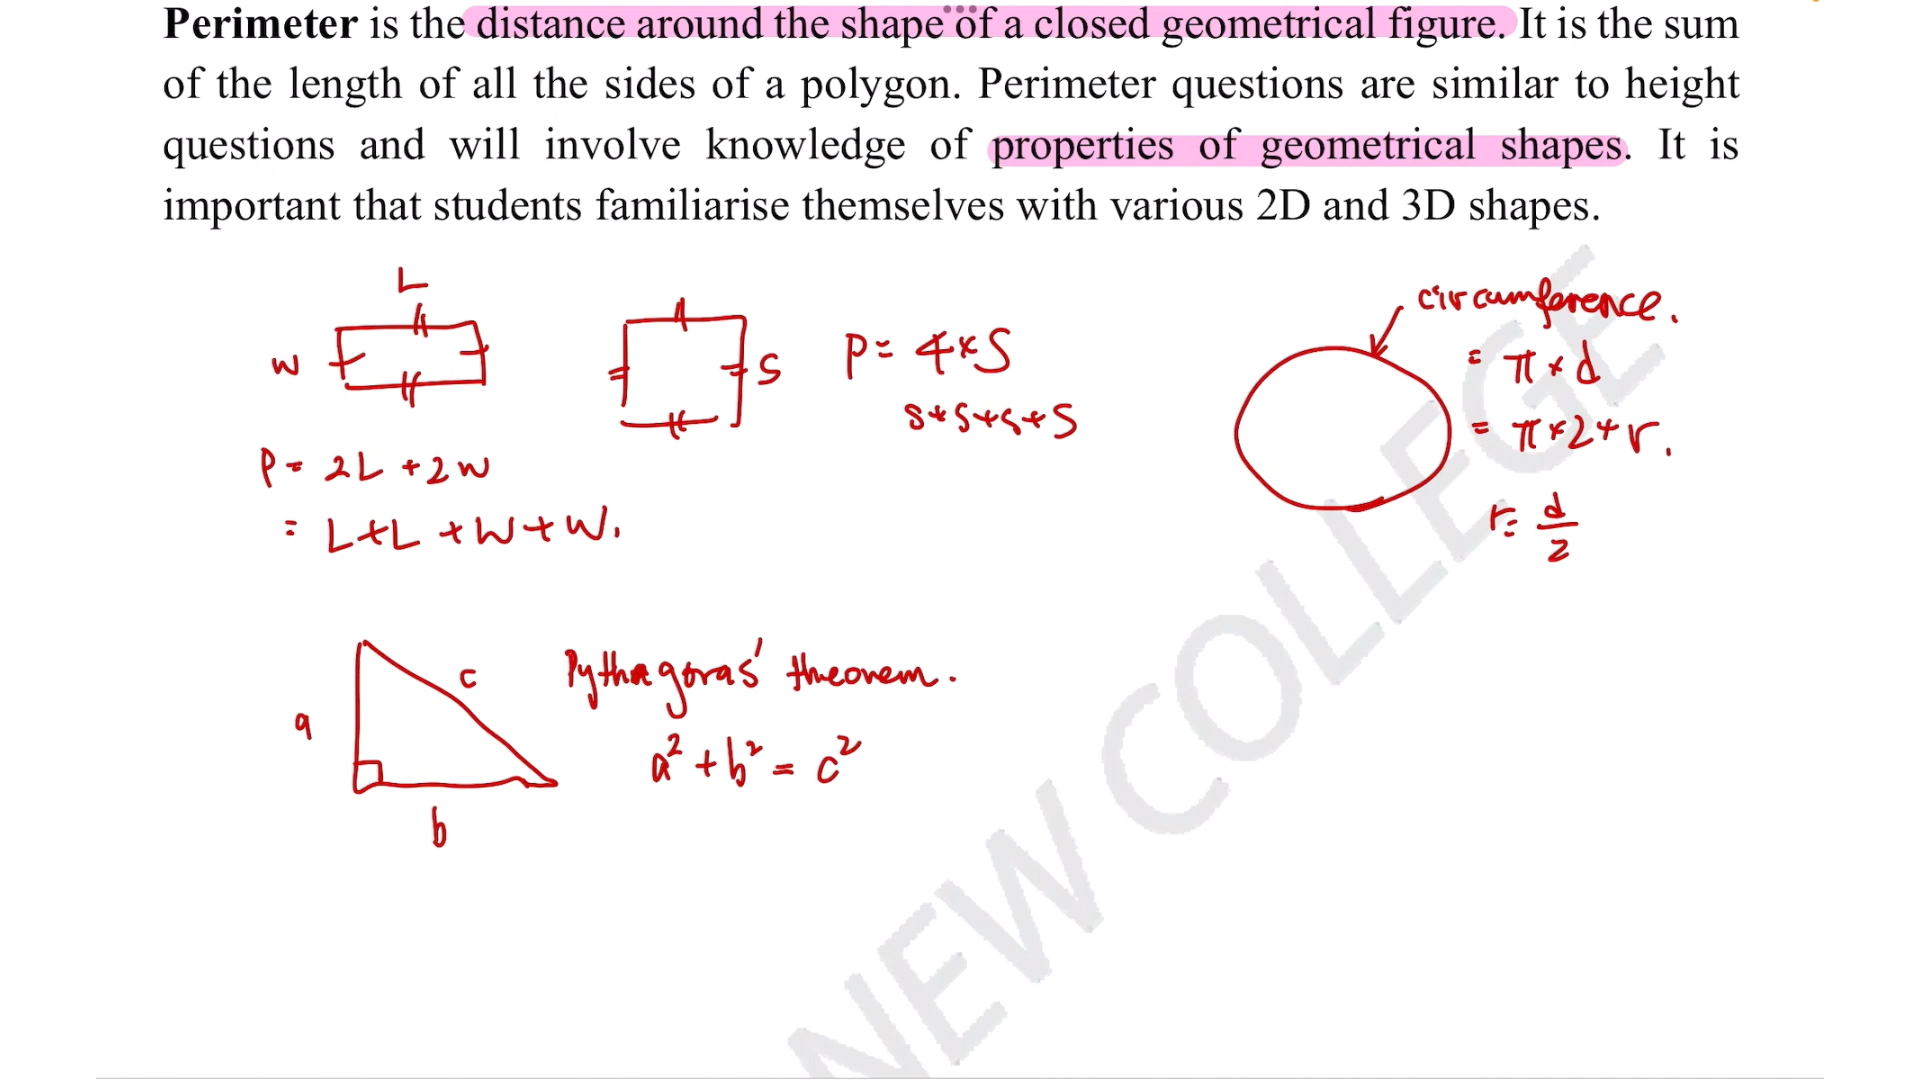 Perimeter is the distance around the shape of a closed geometrical figure. It is the sum
of the length of all the sides of a polygon. Perimeter questions are similar to height
questions and will involve knowledge of properties of geometrical shapes. It is
important that students familiarise themselves with various 2D and 3D shapes.
L
W
P = 2L + 2W
= L+L + W + W.
S
P = 4 × S
S+S+S+S
circumference.
= π × d
= π × 2 × r.
r = d/2
a
b
c
Pythagoras' theorem.
a² + b² = c²
NEW COLLEGE